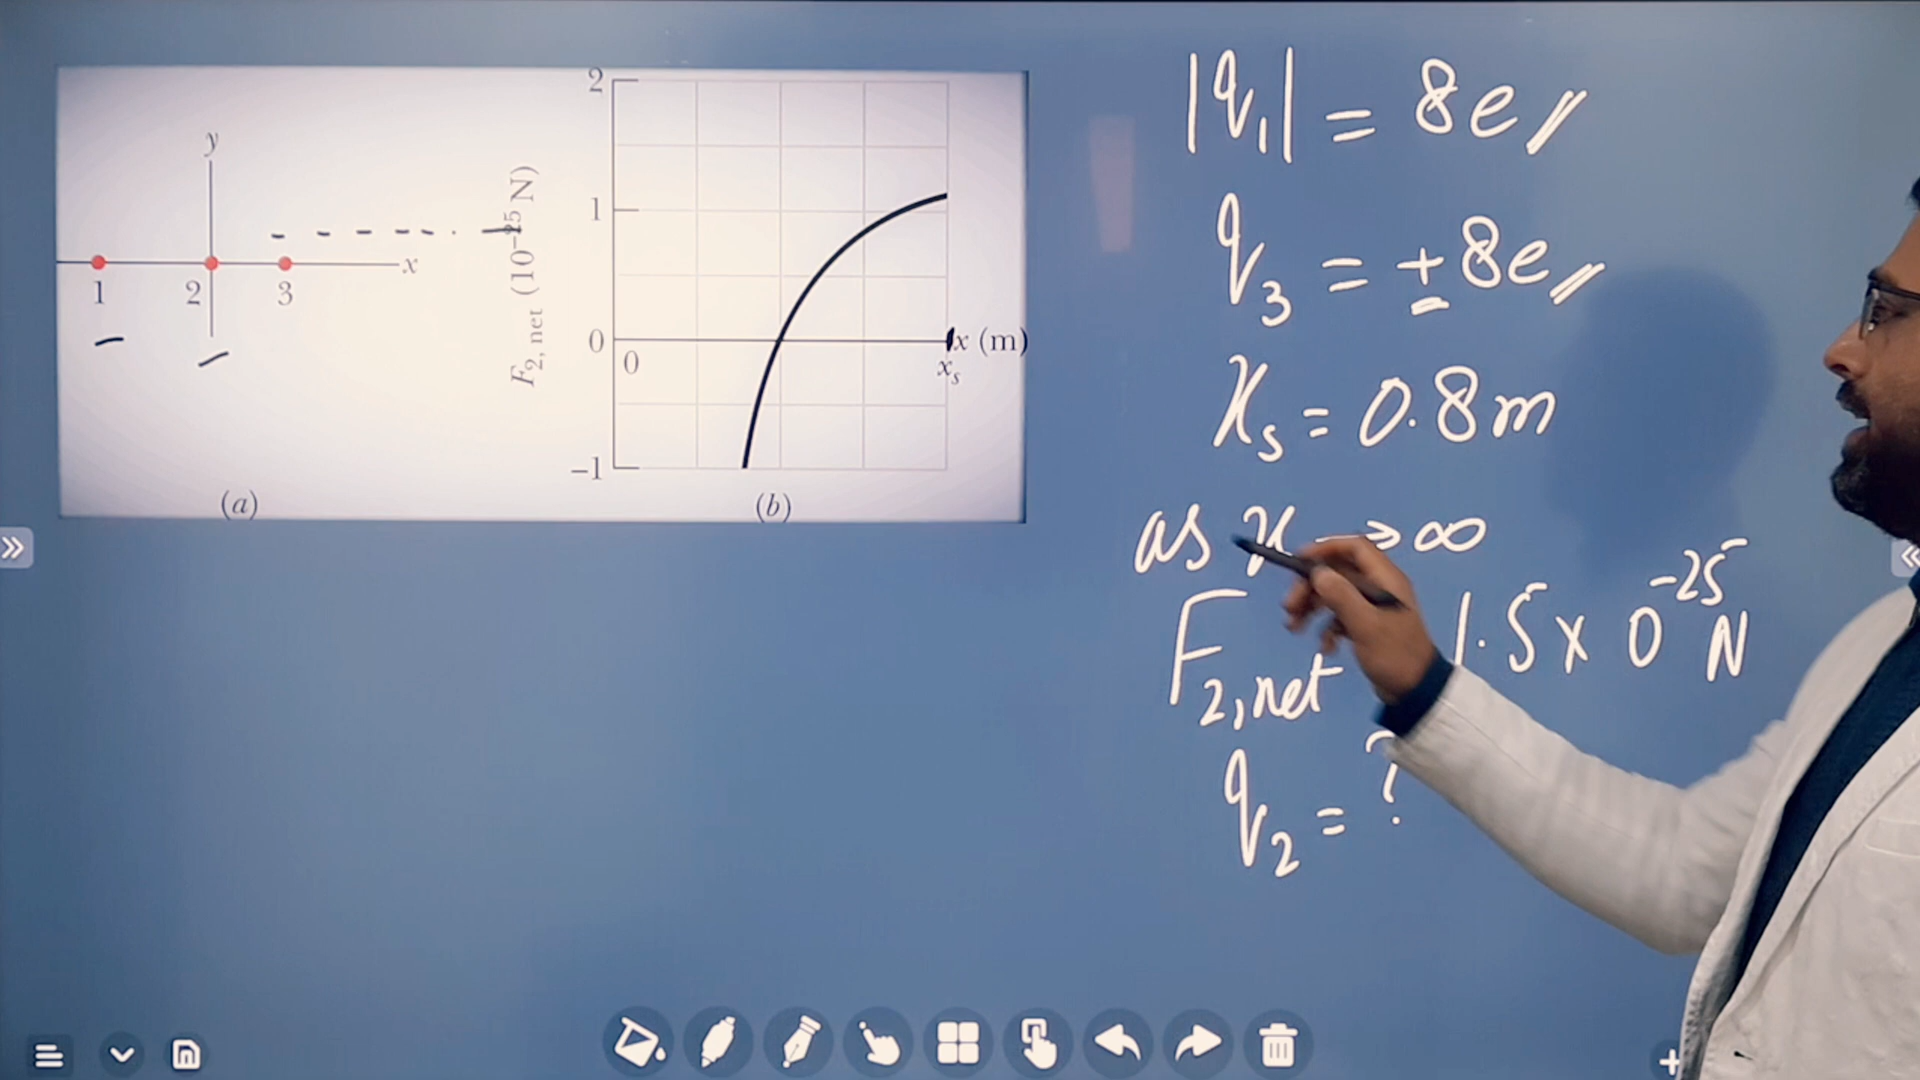 y
x
1
2
3
(a)
2
1
0
−1
F2, net (10−25 N)
0
x (m)
xs
(b)
|q1| = 8e
q3 = +8e
xs = 0.8m
as x → ∞
F2,net 1.5 x 0-25 N
q2 = ?